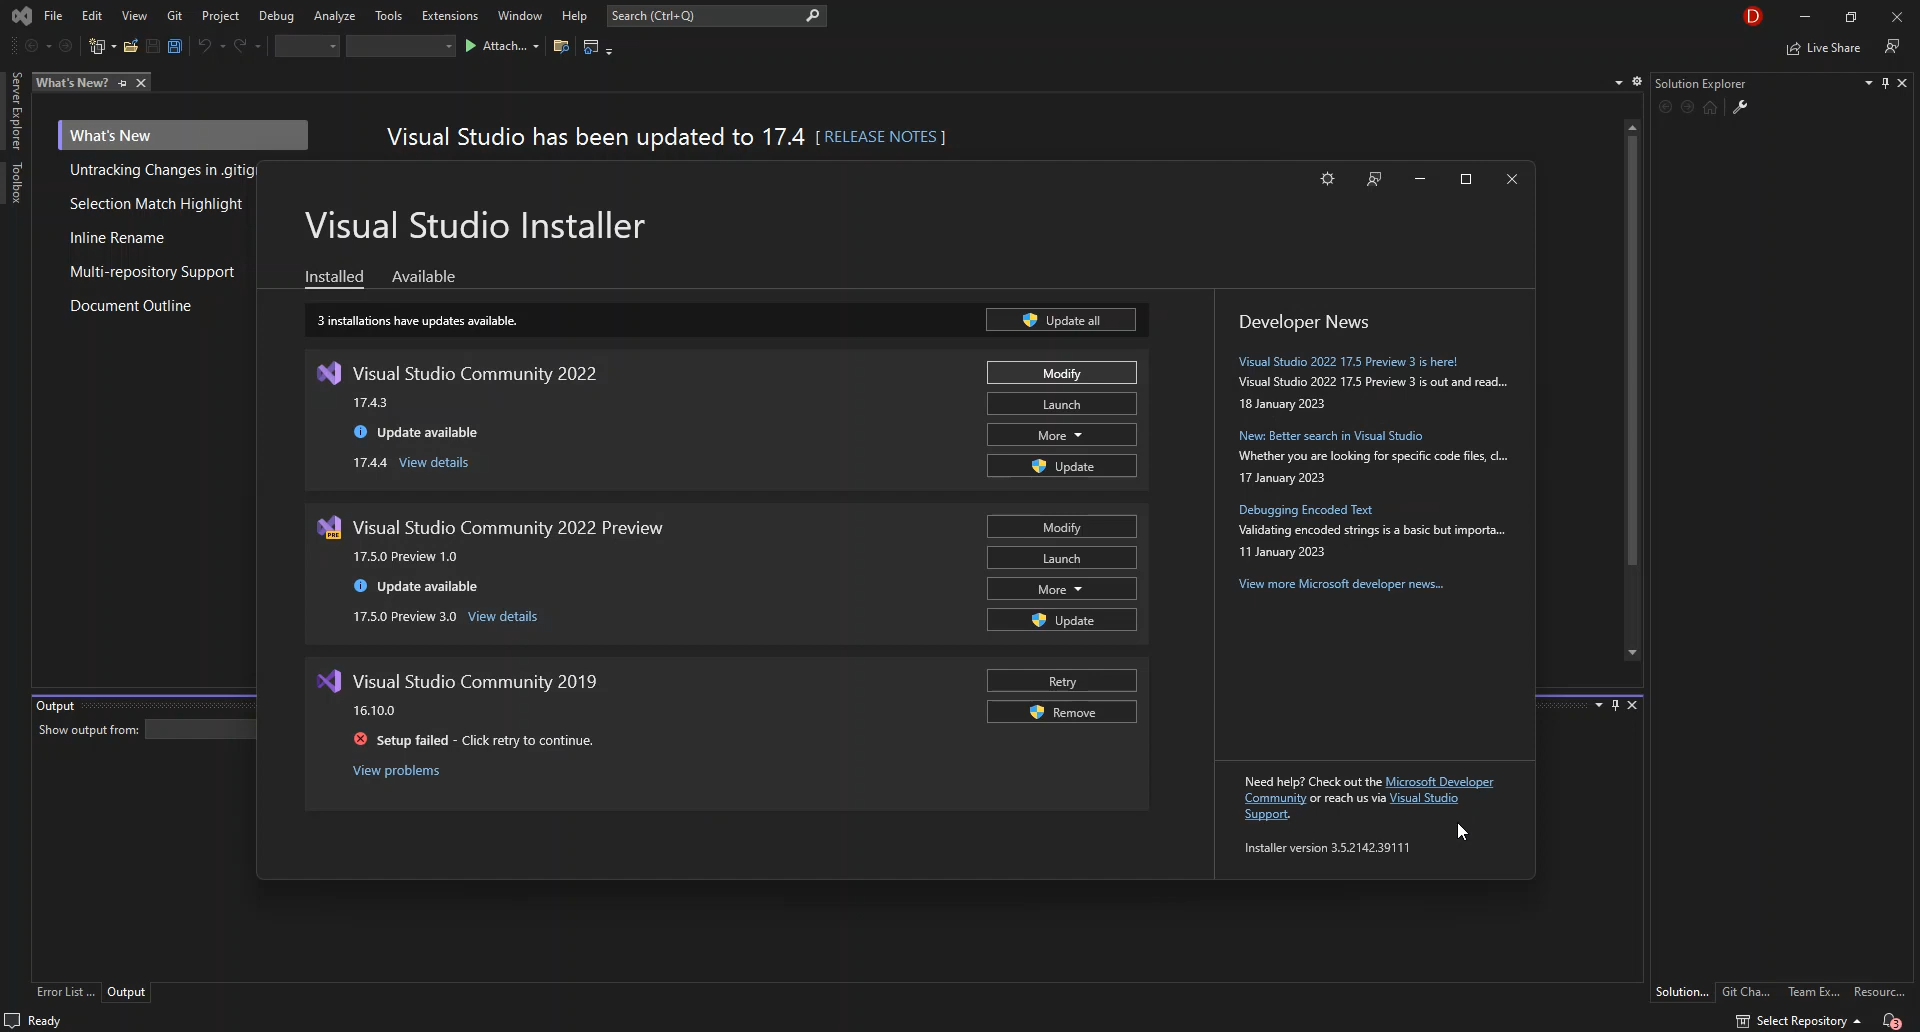 File Edit View Git Project Debug Analyze Tools Extensions Window Help Search (Ctrl+Q) D
Attach... Live Share
Server Explorer
Toolbox
What's New?
Solution Explorer
What's New
Untracking Changes in .gitig
Selection Match Highlight
Inline Rename
Multi-repository Support
Document Outline
Visual Studio has been updated to 17.4 [ RELEASE NOTES ]
Visual Studio Installer
Installed Available
3 installations have updates available. Update all
Visual Studio Community 2022
17.4.3
Update available
17.4.4 View details
Modify
Launch
More
Update
PRE
Visual Studio Community 2022 Preview
17.5.0 Preview 1.0
Update available
17.5.0 Preview 3.0 View details
Modify
Launch
More
Update
Visual Studio Community 2019
16.10.0
Setup failed - Click retry to continue.
View problems
Retry
Remove
Developer News
Visual Studio 2022 17.5 Preview 3 is here!
Visual Studio 2022 17.5 Preview 3 is out and read...
18 January 2023
New: Better search in Visual Studio
Whether you are looking for specific code files, cl...
17 January 2023
Debugging Encoded Text
Validating encoded strings is a basic but importa...
11 January 2023
View more Microsoft developer news...
Need help? Check out the Microsoft Developer
Community or reach us via Visual Studio
Support.
Installer version 3.5.2142.39111
Output
Show output from:
Error List ... Output
Solution... Git Cha... Team Ex... Resourc...
Ready
Select Repository 3